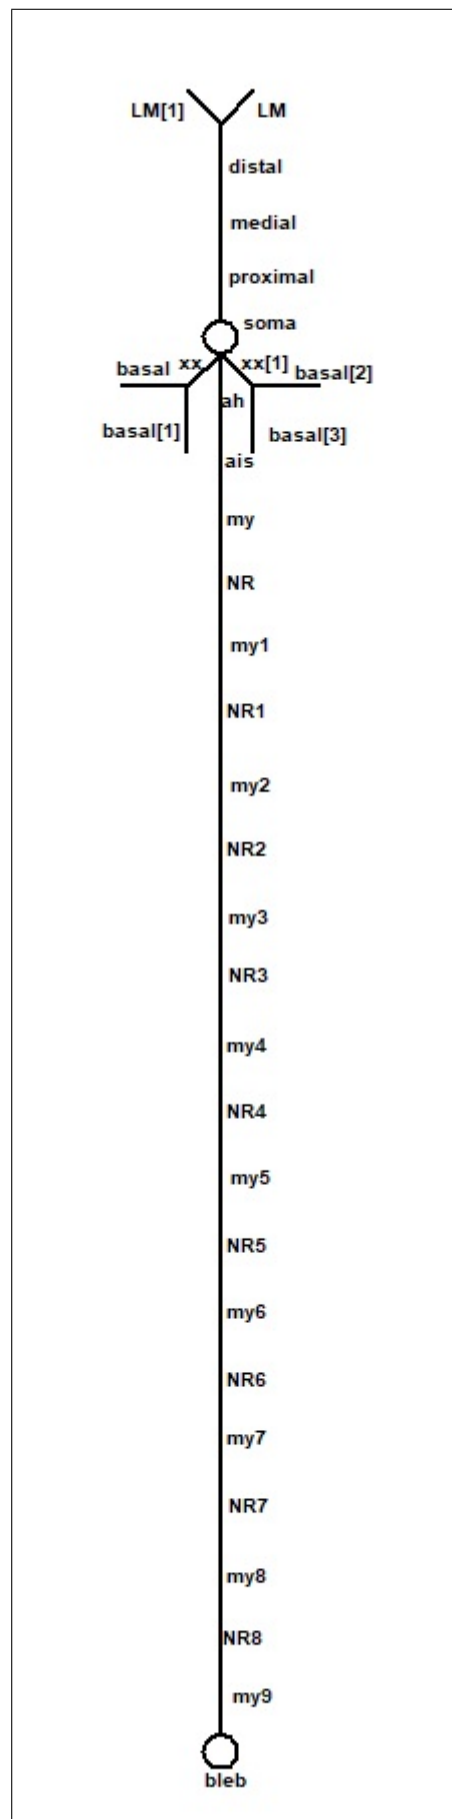 LM[1] LM
distal
medial
proximal
soma
basal xx xx[1] basal[2]
ah
basal[1] basal[3]
ais
my
NR
my1
NR1
my2
NR2
my3
NR3
my4
NR4
my5
NR5
my6
NR6
my7
NR7
my8
NR8
my9
bleb